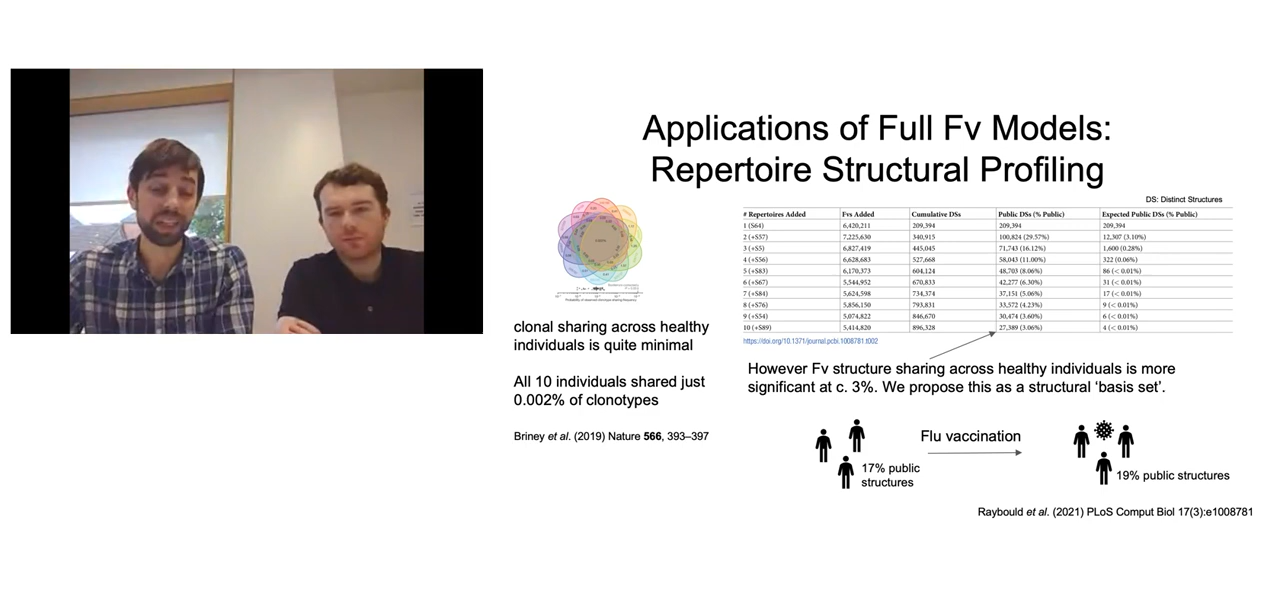 Applications of Full Fv Models:
Repertoire Structural Profiling
DS: Distinct Structures
# Repertoires Added Fvs Added Cumulative DSs Public DSs (% Public) Expected Public DSs (% Public)
1 (S64) 6,420,211 209,394 209,394 209,394
2 (+S57) 7,225,630 340,915 100,824 (29.57%) 12,307 (3.10%)
3 (+S5) 6,827,419 445,045 71,743 (16.12%) 1,600 (0.28%)
4 (+S56) 6,628,683 527,668 58,043 (11.00%) 322 (0.06%)
5 (+S83) 6,170,373 604,124 48,703 (8.06%) 86 (< 0.01%)
6 (+S67) 5,544,952 670,833 42,277 (6.30%) 31 (< 0.01%)
7 (+S84) 5,624,598 734,374 37,151 (5.06%) 17 (< 0.01%)
8 (+S76) 5,856,150 793,831 33,572 (4.23%) 9 (< 0.01%)
9 (+S54) 5,074,822 846,670 30,474 (3.60%) 6 (< 0.01%)
10 (+S89) 5,414,820 896,328 27,389 (3.06%) 4 (< 0.01%)
https://doi.org/10.1371/journal.pcbi.1008781.t002
clonal sharing across healthy
individuals is quite minimal
All 10 individuals shared just
0.002% of clonotypes
Briney et al. (2019) Nature 566, 393–397
However Fv structure sharing across healthy individuals is more
significant at c. 3%. We propose this as a structural ‘basis set’.
Flu vaccination
17% public
structures
19% public structures
Raybould et al. (2021) PLoS Comput Biol 17(3):e1008781